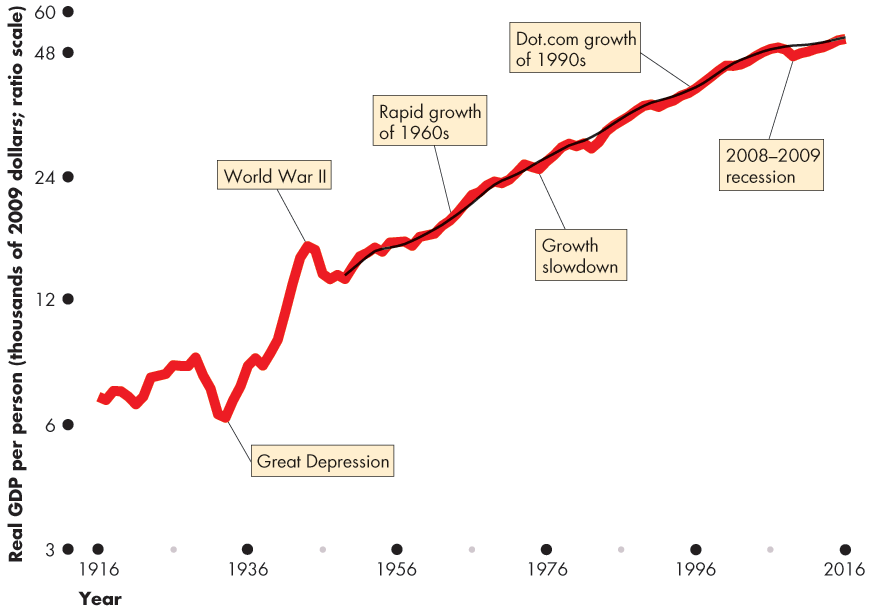 Real GDP per person (thousands of 2009 dollars; ratio scale)
60
48
24
12
6
3
Dot.com growth
of 1990s
Rapid growth
of 1960s
World War II
2008–2009
recession
Growth
slowdown
Great Depression
1916
1936
1956
1976
1996
2016
Year